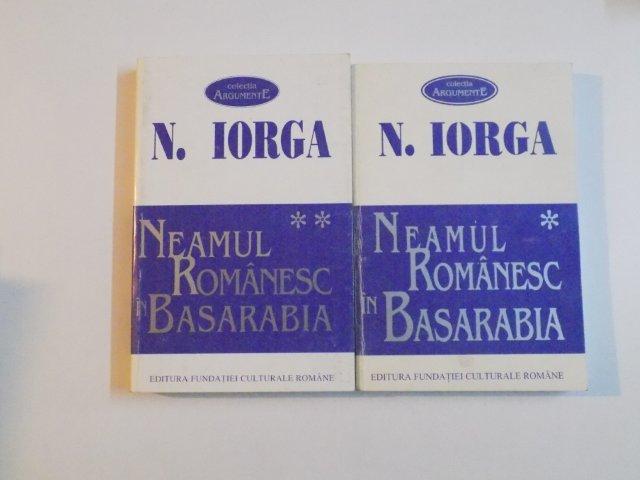 colecția
ARGUMENTE
N. IORGA
**
NEAMUL
ROMÂNESC
ÎN BASARABIA
EDITURA FUNDAȚIEI CULTURALE ROMÂNE
colecția
ARGUMENTE
N. IORGA
*
NEAMUL
ROMÂNESC
ÎN BASARABIA
EDITURA FUNDAȚIEI CULTURALE ROMÂNE